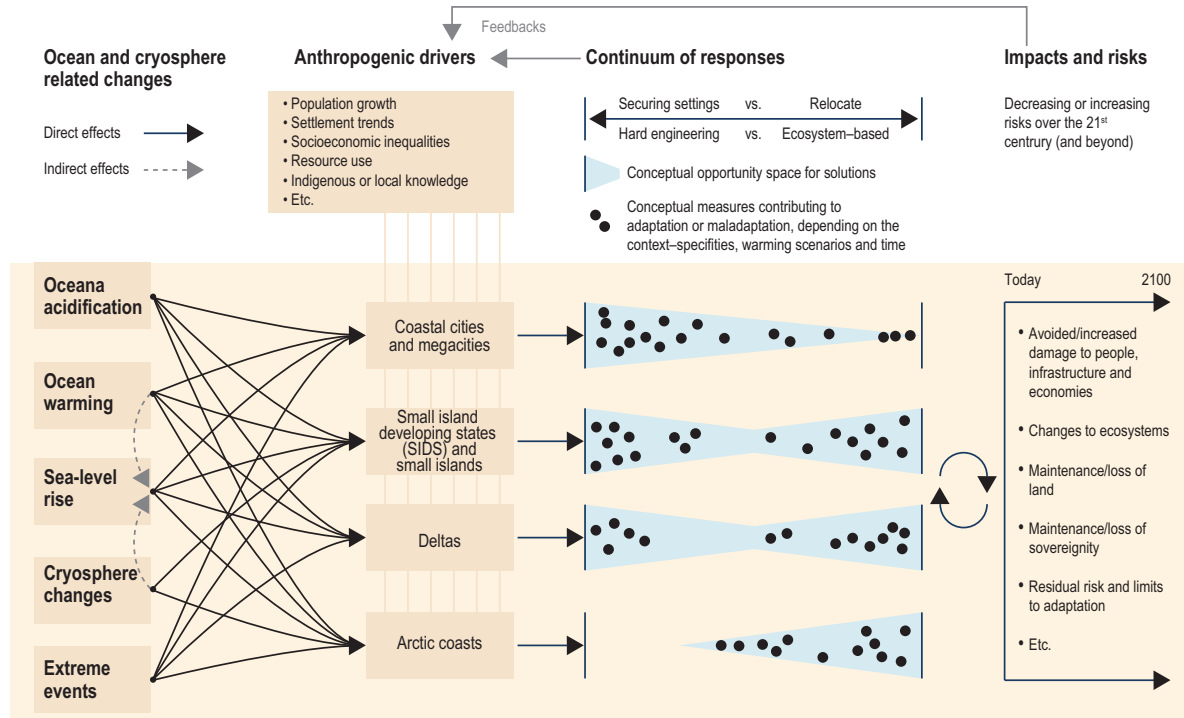 Feedbacks
Ocean and cryosphere
related changes
Direct effects
Indirect effects
Anthropogenic drivers
• Population growth
• Settlement trends
• Socioeconomic inequalities
• Resource use
• Indigenous or local knowledge
• Etc.
Continuum of responses
Securing settings vs. Relocate
Hard engineering vs. Ecosystem–based
Conceptual opportunity space for solutions
Conceptual measures contributing to
adaptation or maladaptation, depending on the
context–specifities, warming scenarios and time
Impacts and risks
Decreasing or increasing
risks over the 21st
centrury (and beyond)
Oceana
acidification
Ocean
warming
Sea-level
rise
Cryosphere
changes
Extreme
events
Coastal cities
and megacities
Small island
developing states
(SIDS) and
small islands
Deltas
Arctic coasts
Today 2100
• Avoided/increased
damage to people,
infrastructure and
economies
• Changes to ecosystems
• Maintenance/loss of
land
• Maintenance/loss of
sovereignity
• Residual risk and limits
to adaptation
• Etc.